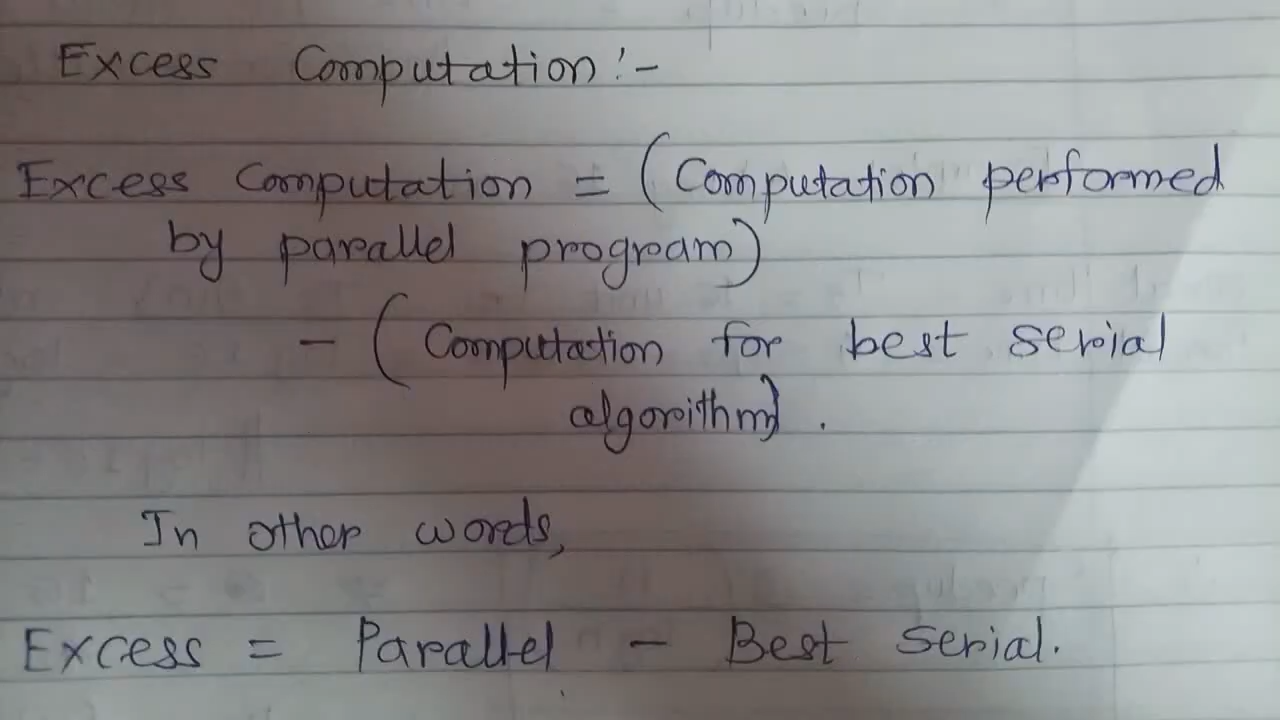 Excess Computation :-
Excess Computation = (Computation performed
by parallel program)
- (Computation for best serial
algorithm) .
In other words,
Excess = Parallel - Best serial.